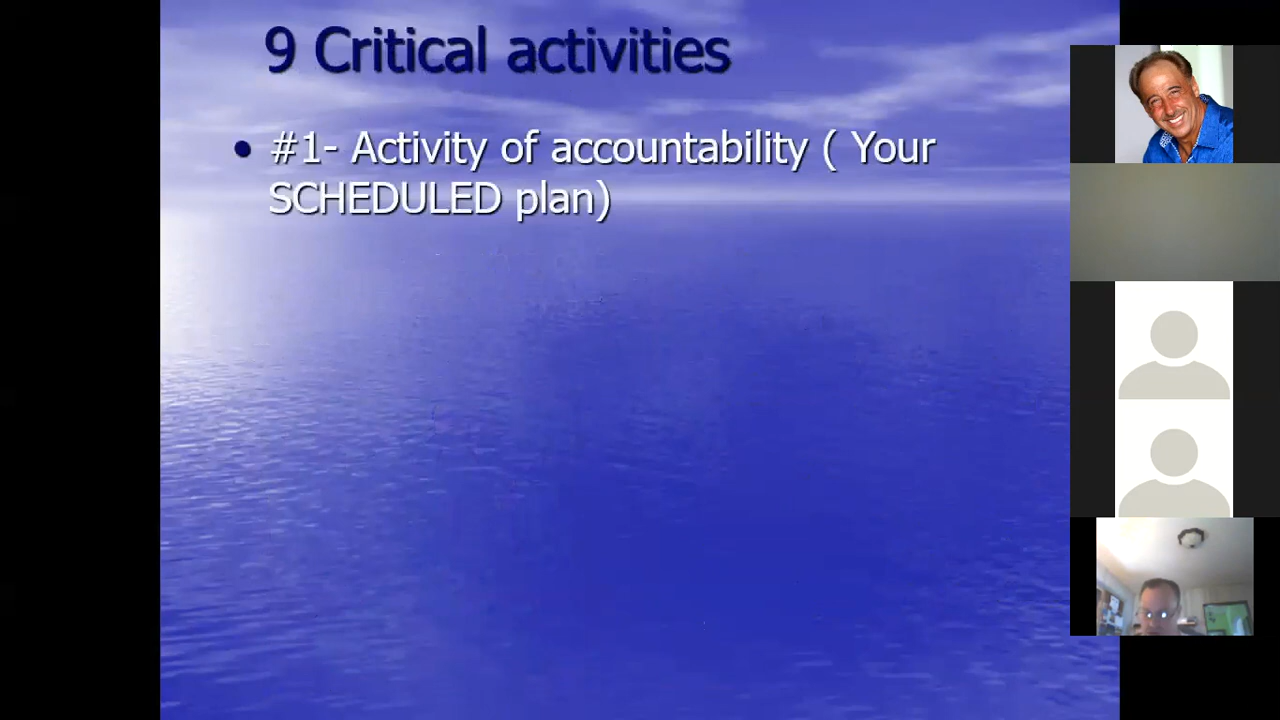 9 Critical activities
#1- Activity of accountability ( Your
SCHEDULED plan)